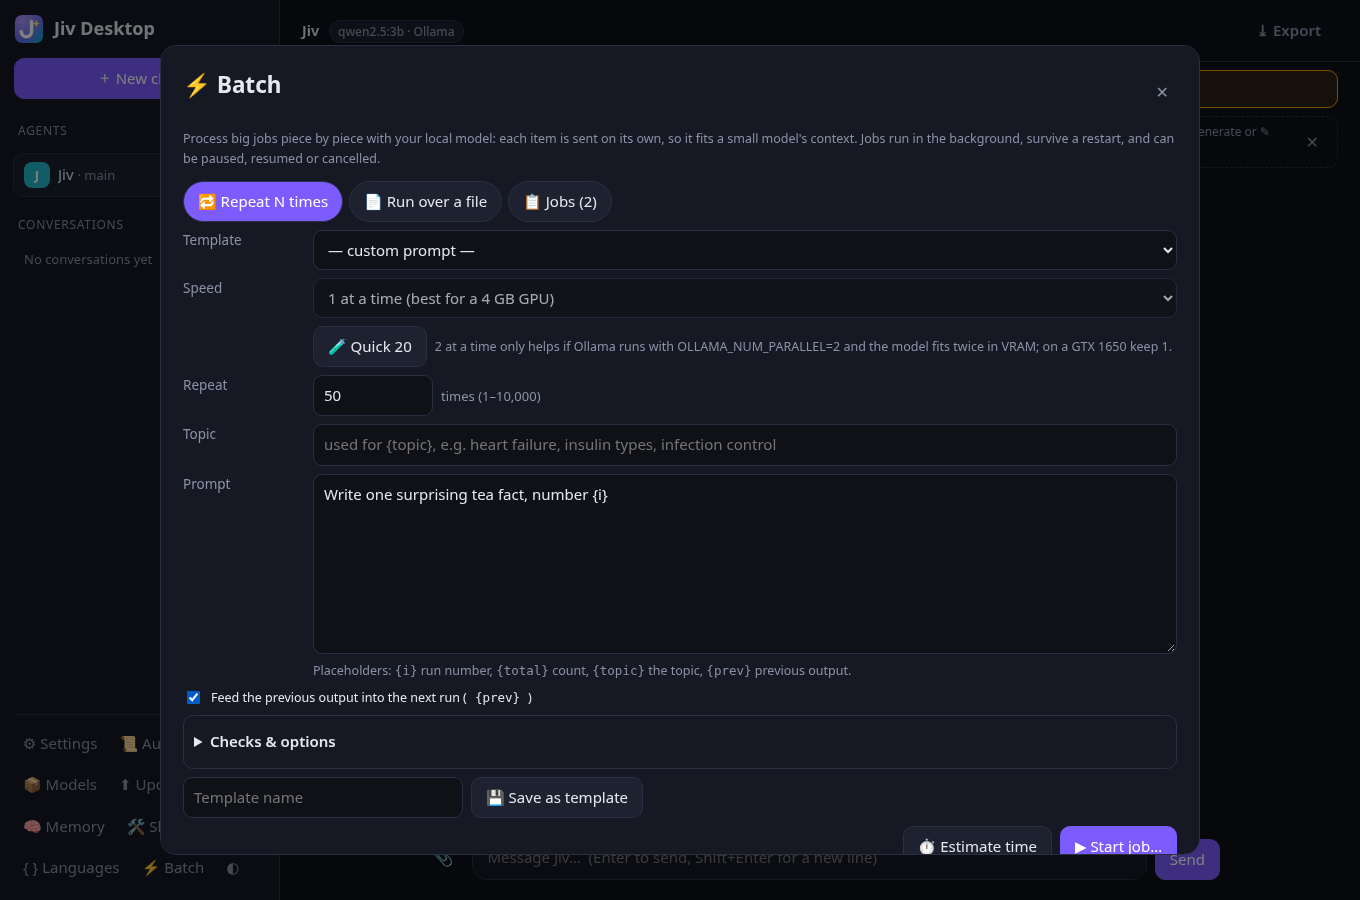 Jiv Desktop
Jiv qwen2.5:3b · Ollama
⤓ Export
+ New
AGENTS
J Jiv · main
CONVERSATIONS
No conversations yet
⚡ Batch
✕
Process big jobs piece by piece with your local model: each item is sent on its own, so it fits a small model's context. Jobs run in the background, survive a restart, and can
be paused, resumed or cancelled.
🔁 Repeat N times
📄 Run over a file
📋 Jobs (2)
Template
— custom prompt —
Speed
1 at a time (best for a 4 GB GPU)
🧪 Quick 20
2 at a time only helps if Ollama runs with OLLAMA_NUM_PARALLEL=2 and the model fits twice in VRAM; on a GTX 1650 keep 1.
Repeat
50
times (1–10,000)
Topic
used for {topic}, e.g. heart failure, insulin types, infection control
Prompt
Write one surprising tea fact, number {i}
Placeholders: {i} run number, {total} count, {topic} the topic, {prev} previous output.
Feed the previous output into the next run ( {prev} )
▶ Checks & options
Template name
💾 Save as template
⏱ Estimate time
▶ Start job…
enerate or ✎
✕
⚙ Settings
📜 Au
📦 Models
⬆ Upd
🧠 Memory
🛠 Sk
{ } Languages
⚡ Batch
◐
📎
Message Jiv… (Enter to send, Shift+Enter for a new line)
Send